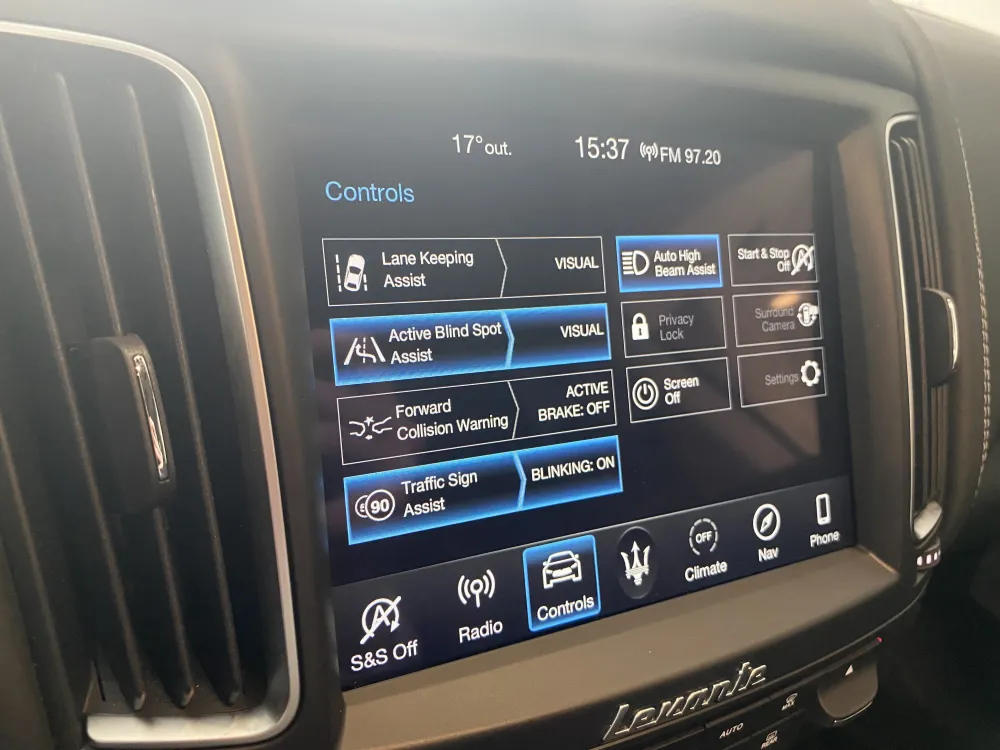 17° out.
15:37
FM 97.20
Controls
Lane Keeping
Assist
VISUAL
Auto High
Beam Assist
Start & Stop
Off
Active Blind Spot
Assist
VISUAL
Privacy
Lock
Surround
Camera
Forward
Collision Warning
ACTIVE
BRAKE: OFF
Screen
Off
Settings
E 90
Traffic Sign
Assist
BLINKING: ON
S&S Off
Radio
Controls
OFF
Climate
Nav
Phone
Levante
AUTO
MAX